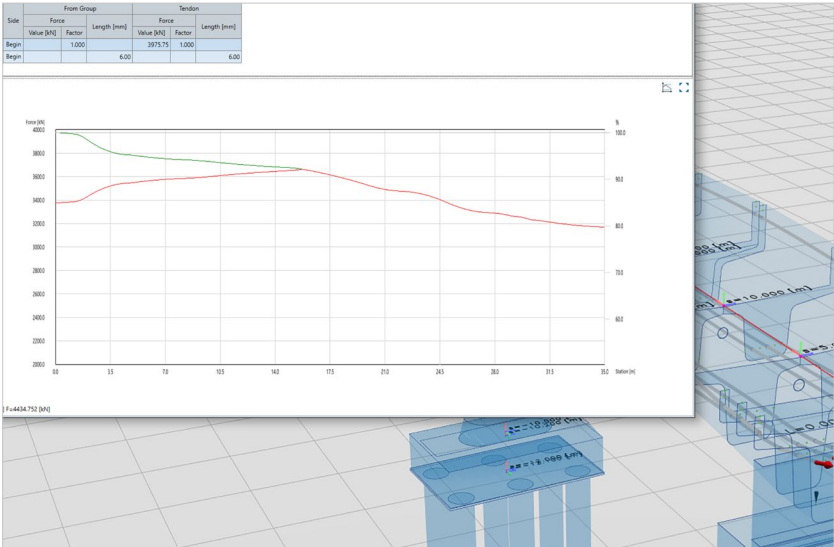 Side From Group Tendon
Force Length [mm] Force Length [mm]
Value [kN] Factor Value [kN] Factor
Begin 1.000 3975.75 1.000
Begin 6.00 6.00
Force [kN] %
4000.0 100.0
3800.0
3600.0 90.0
3400.0
3200.0 80.0
3000.0
2800.0 70.0
2600.0
2400.0 60.0
2200.0
2000.0
0.0 3.5 7.0 10.5 14.0 17.5 21.0 24.5 28.0 31.5 35.0 Station [m]
] F=4434.752 [kN]
s=10.000 [m]